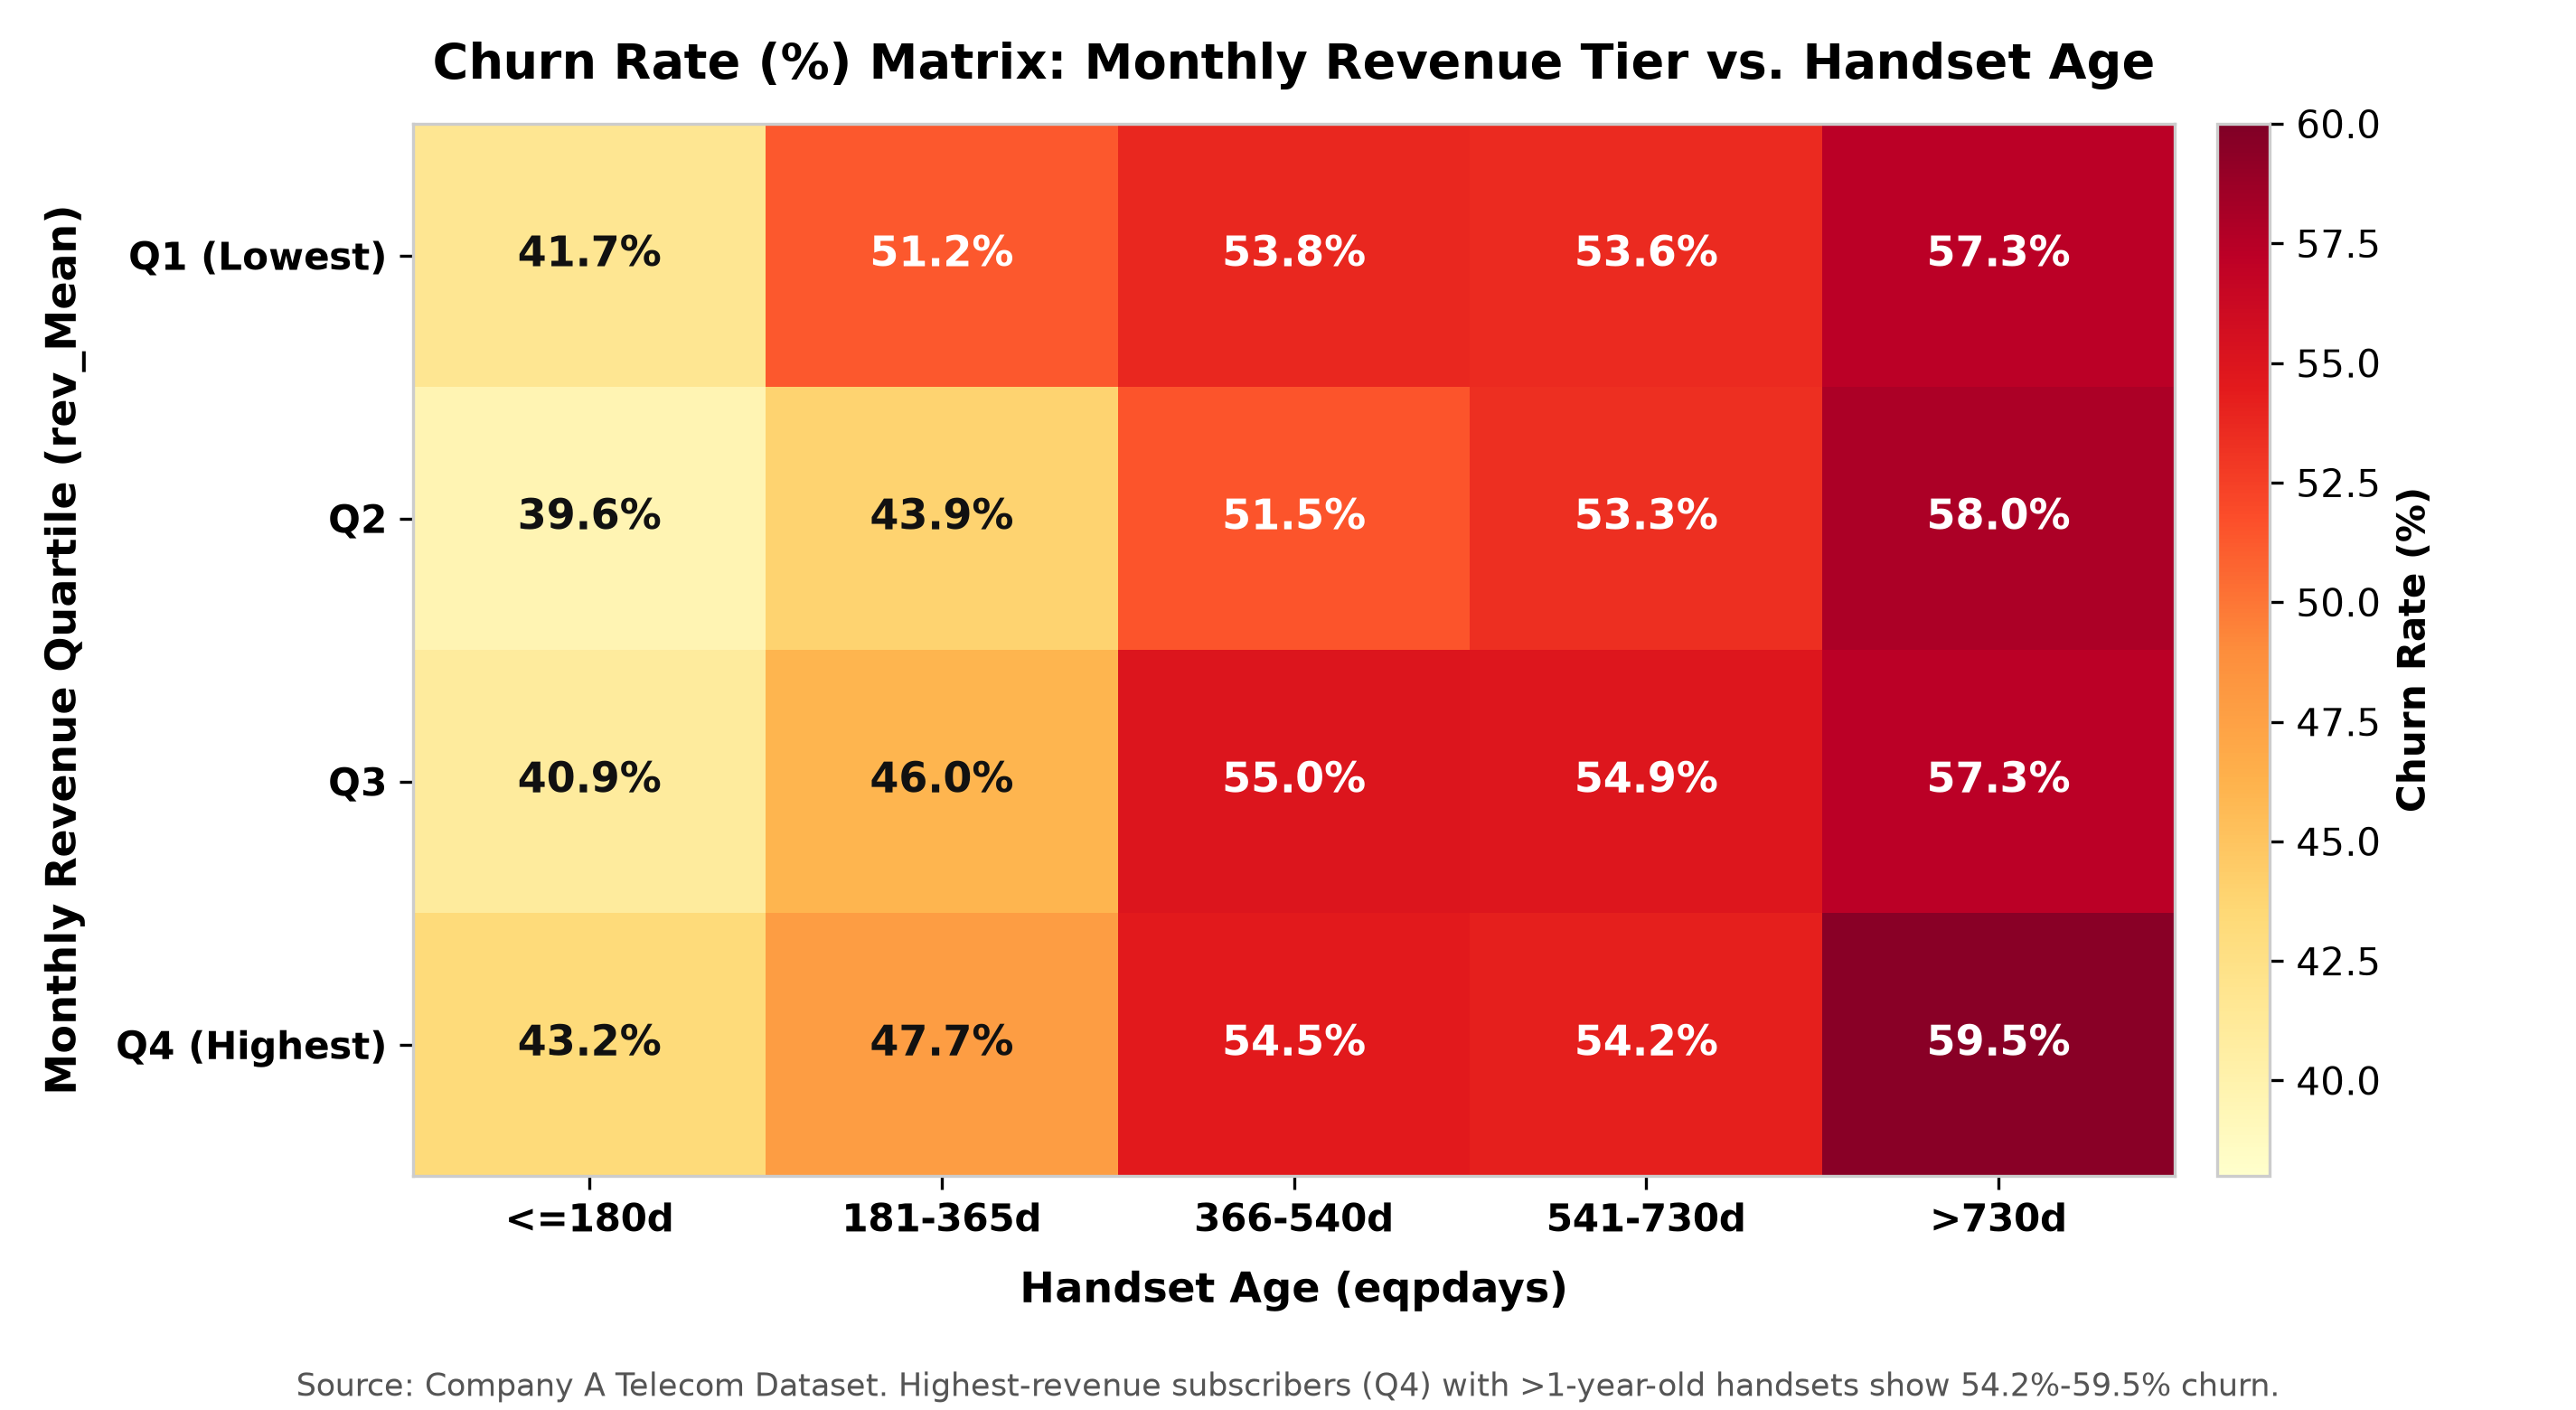 Churn Rate (%) Matrix: Monthly Revenue Tier vs. Handset Age
Monthly Revenue Quartile (rev_Mean)
Q1 (Lowest) 41.7% 51.2% 53.8% 53.6% 57.3%
Q2 39.6% 43.9% 51.5% 53.3% 58.0%
Q3 40.9% 46.0% 55.0% 54.9% 57.3%
Q4 (Highest) 43.2% 47.7% 54.5% 54.2% 59.5%
<=180d 181-365d 366-540d 541-730d >730d
Handset Age (eqpdays)
60.0
57.5
55.0
52.5
50.0
47.5
45.0
42.5
40.0
Churn Rate (%)
Source: Company A Telecom Dataset. Highest-revenue subscribers (Q4) with >1-year-old handsets show 54.2%-59.5% churn.